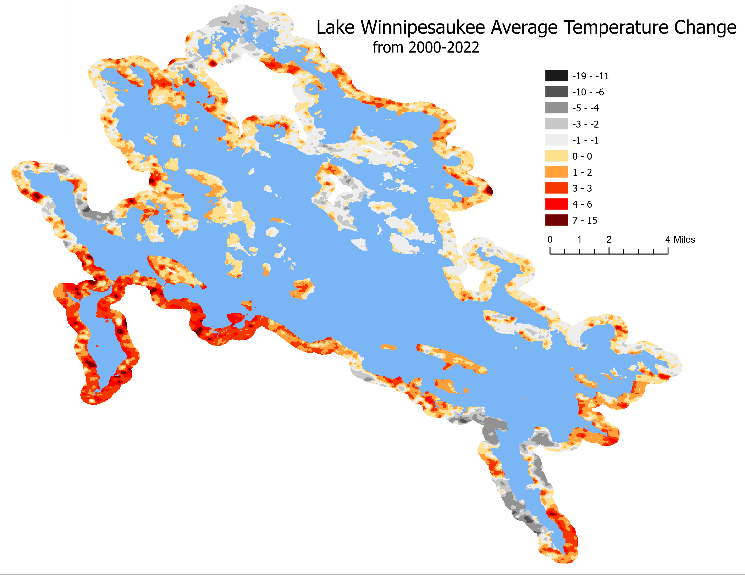 Lake Winnipesaukee Average Temperature Change
from 2000-2022
-19 - -11
-10 - -6
-5 - -4
-3 - -2
-1 - -1
0 - 0
1 - 2
3 - 3
4 - 6
7 - 15
0 2 4 Miles